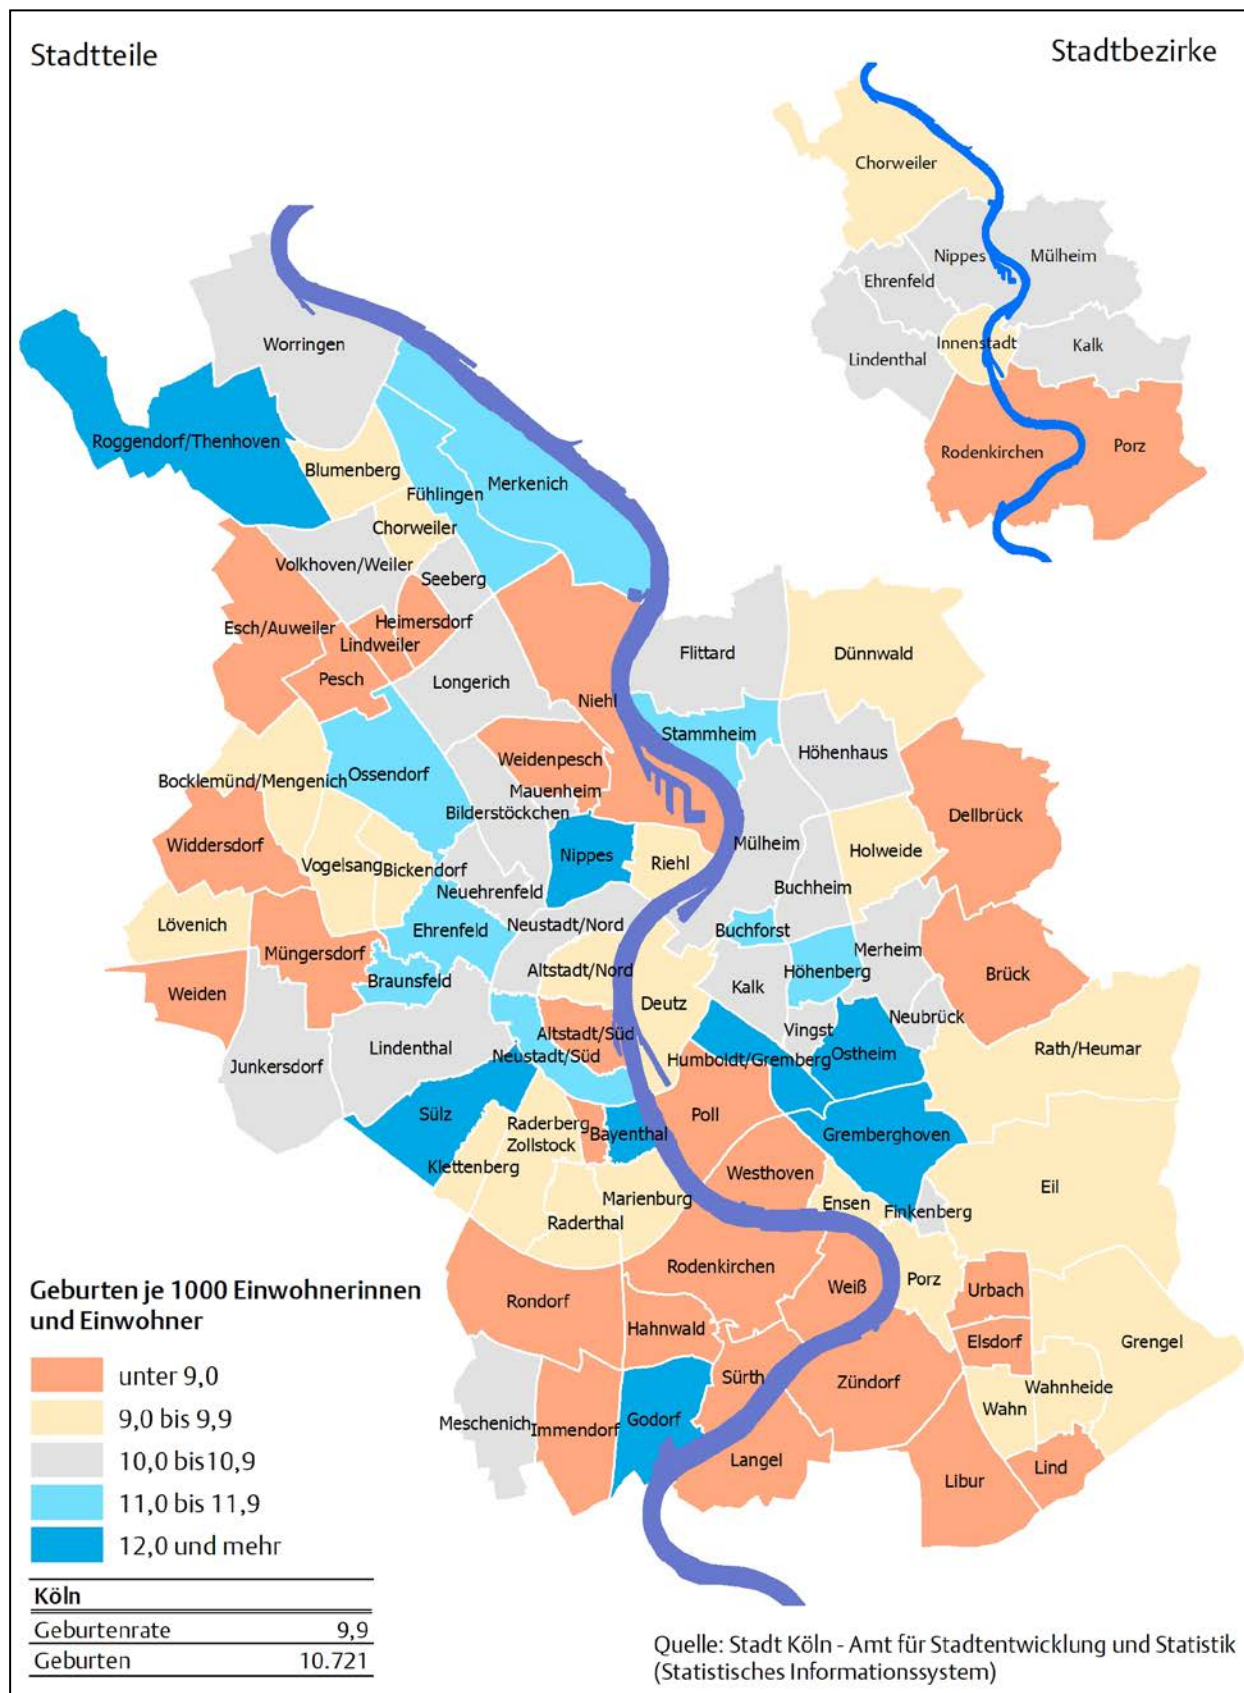 Stadtteile
Stadtbezirke
Chorweiler
Nippes
Mülheim
Ehrenfeld
Innenstadt
Kalk
Lindenthal
Rodenkirchen
Porz
Worringen
Roggendorf/Thenhoven
Blumenberg
Fühlingen
Merkenich
Chorweiler
Volkhoven/Weiler
Seeberg
Esch/Auweiler
Heimersdorf
Lindweiler
Pesch
Longerich
Niehl
Flittard
Dünnwald
Stammheim
Höhenhaus
Bocklemünd/Mengenich
Ossendorf
Weidenpesch
Mauenheim
Bilderstöckchen
Dellbrück
Widdersdorf
Vogelsang
Bickendorf
Nippes
Riehl
Mülheim
Holweide
Buchheim
Neuehrenfeld
Lövenich
Ehrenfeld
Neustadt/Nord
Buchforst
Müngersdorf
Braunsfeld
Altstadt/Nord
Merheim
Höhenberg
Brück
Weiden
Deutz
Kalk
Neubrück
Vingst
Altstadt/Süd
Junkersdorf
Lindenthal
Neustadt/Süd
Humboldt/Gremberg
Ostheim
Rath/Heumar
Sülz
Raderberg
Zollstock
Bayenthal
Poll
Gremberghoven
Klettenberg
Westhoven
Eil
Marienburg
Raderthal
Ensen
Finkenberg
Rodenkirchen
Weiß
Porz
Urbach
Rondorf
Hahnwald
Elsdorf
Grengel
Sürth
Zündorf
Wahnheide
Wahn
Meschenich
Immendorf
Godorf
Langel
Libur
Lind
Geburten je 1000 Einwohnerinnen
und Einwohner
unter 9,0
9,0 bis 9,9
10,0 bis10,9
11,0 bis 11,9
12,0 und mehr
Köln
Geburtenrate 9,9
Geburten 10.721
Quelle: Stadt Köln - Amt für Stadtentwicklung und Statistik
(Statistisches Informationssystem)